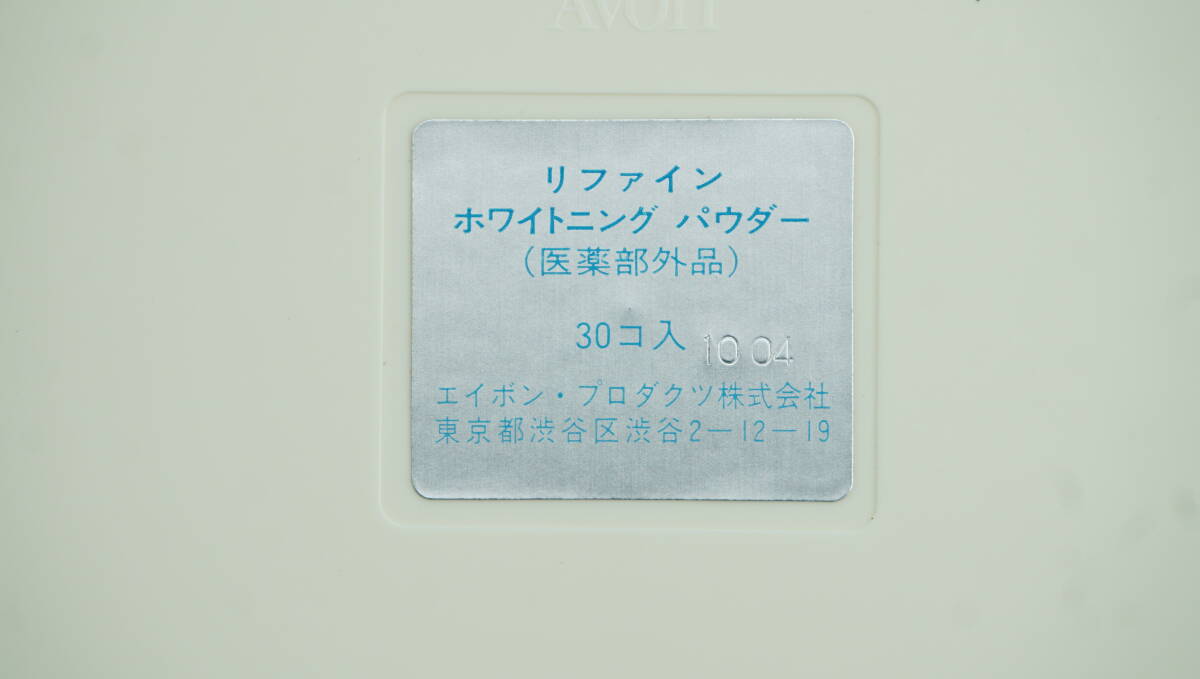 AVON
リファイン
ホワイトニング パウダー
(医薬部外品)
30コ入 10 04
エイボン・プロダクツ株式会社
東京都渋谷区渋谷2-12-19